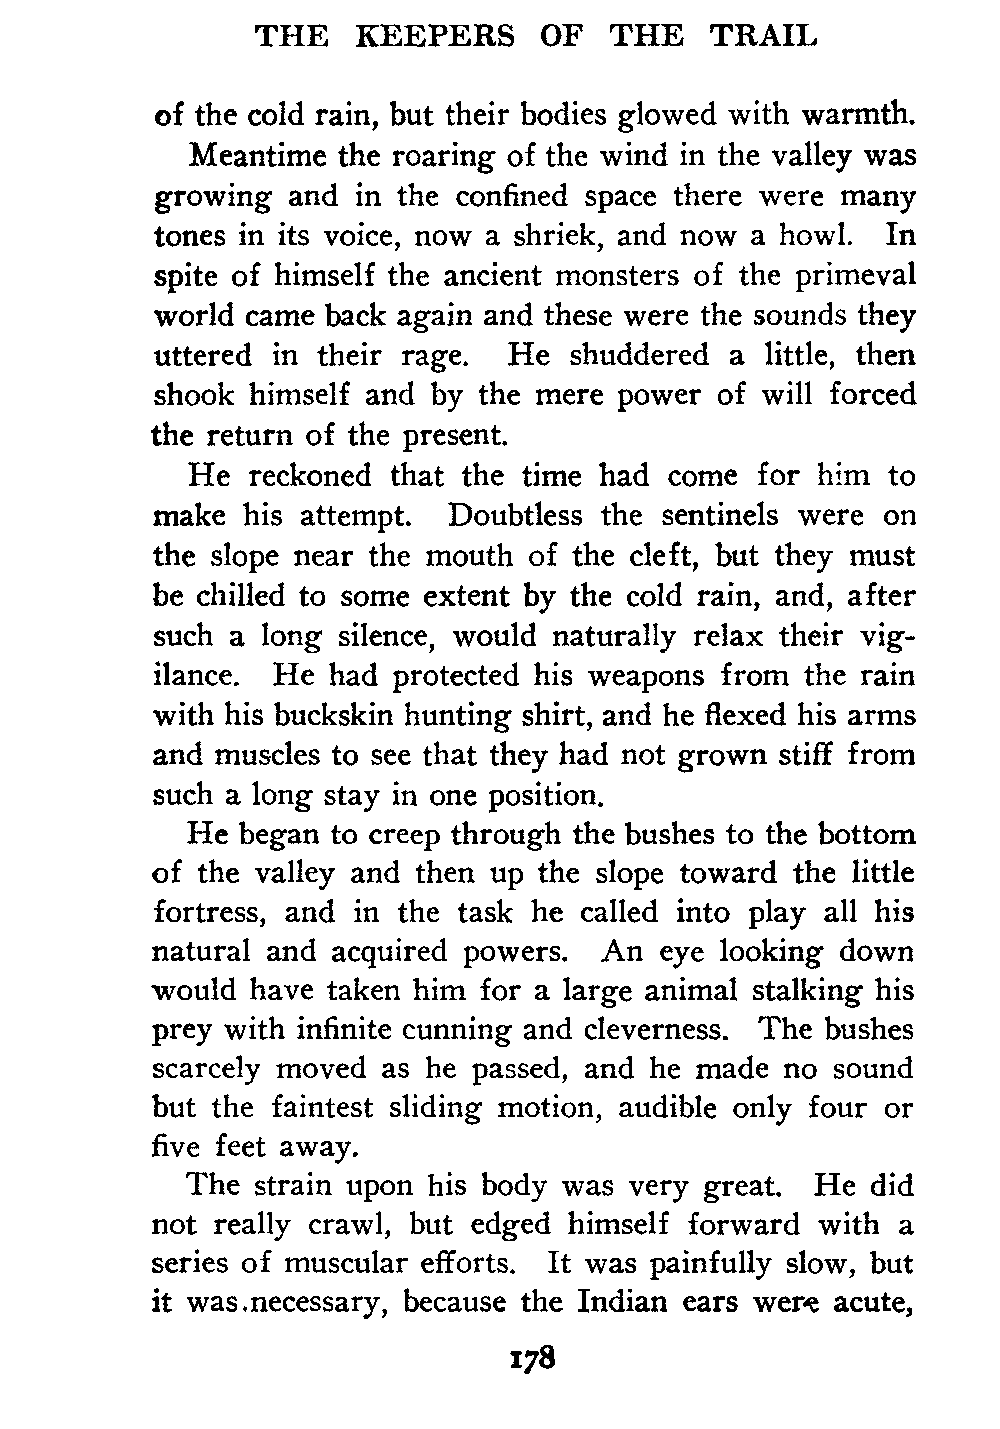 THE KEEPERS OF THE TRAIL
of the cold rain, but their bodies glowed with warmth.
Meantime the roaring of the wind in the valley was
growing and in the confined space there were many
tones in its voice, now a shriek, and now a howl. In
spite of himself the ancient monsters of the primeval
world came back again and these were the sounds they
uttered in their rage. He shuddered a little, then
shook himself and by the mere power of will forced
the return of the present.
He reckoned that the time had come for him to
make his attempt. Doubtless the sentinels were on
the slope near the mouth of the cleft, but they must
be chilled to some extent by the cold rain, and, after
such a long silence, would naturally relax their vig-
ilance. He had protected his weapons from the rain
with his buckskin hunting shirt, and he flexed his arms
and muscles to see that they had not grown stiff from
such a long stay in one position.
He began to creep through the bushes to the bottom
of the valley and then up the slope toward the little
fortress, and in the task he called into play all his
natural and acquired powers. An eye looking down
would have taken him for a large animal stalking his
prey with infinite cunning and cleverness. The bushes
scarcely moved as he passed, and he made no sound
but the faintest sliding motion, audible only four or
five feet away.
The strain upon his body was very great. He did
not really crawl, but edged himself forward with a
series of muscular efforts. It was painfully slow, but
it was necessary, because the Indian ears were acute,
178